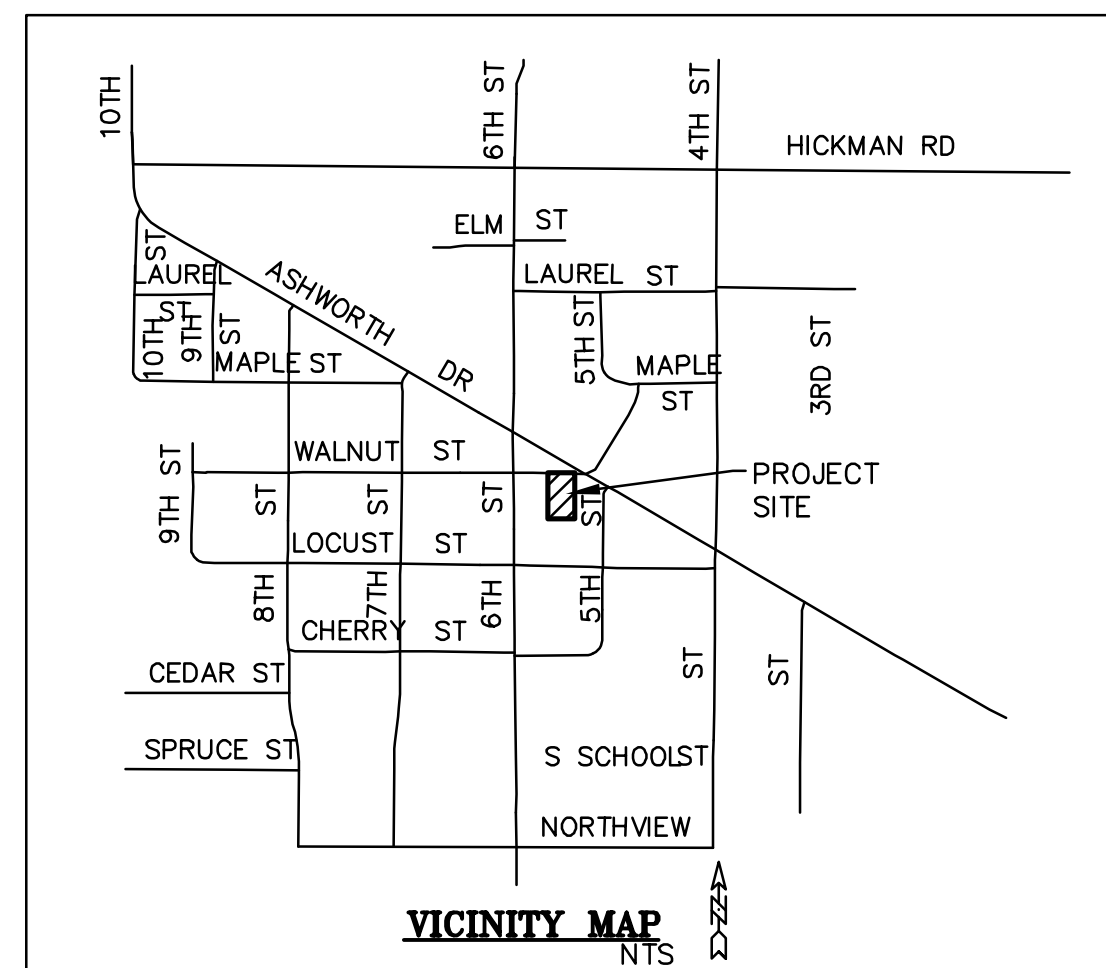 10TH
6TH ST
4TH ST
HICKMAN RD
ELM ST
ST
LAUREL
ASHWORTH DR
LAUREL ST
ST
10TH
9TH ST
MAPLE ST
5TH ST
MAPLE
ST
3RD ST
WALNUT ST
9TH ST
ST
ST
ST
ST
PROJECT
SITE
LOCUST ST
8TH
7TH
6TH
5TH
CHERRY ST
CEDAR ST
ST
ST
SPRUCE ST
S SCHOOL ST
NORTHVIEW
VICINITY MAP
NTS
N